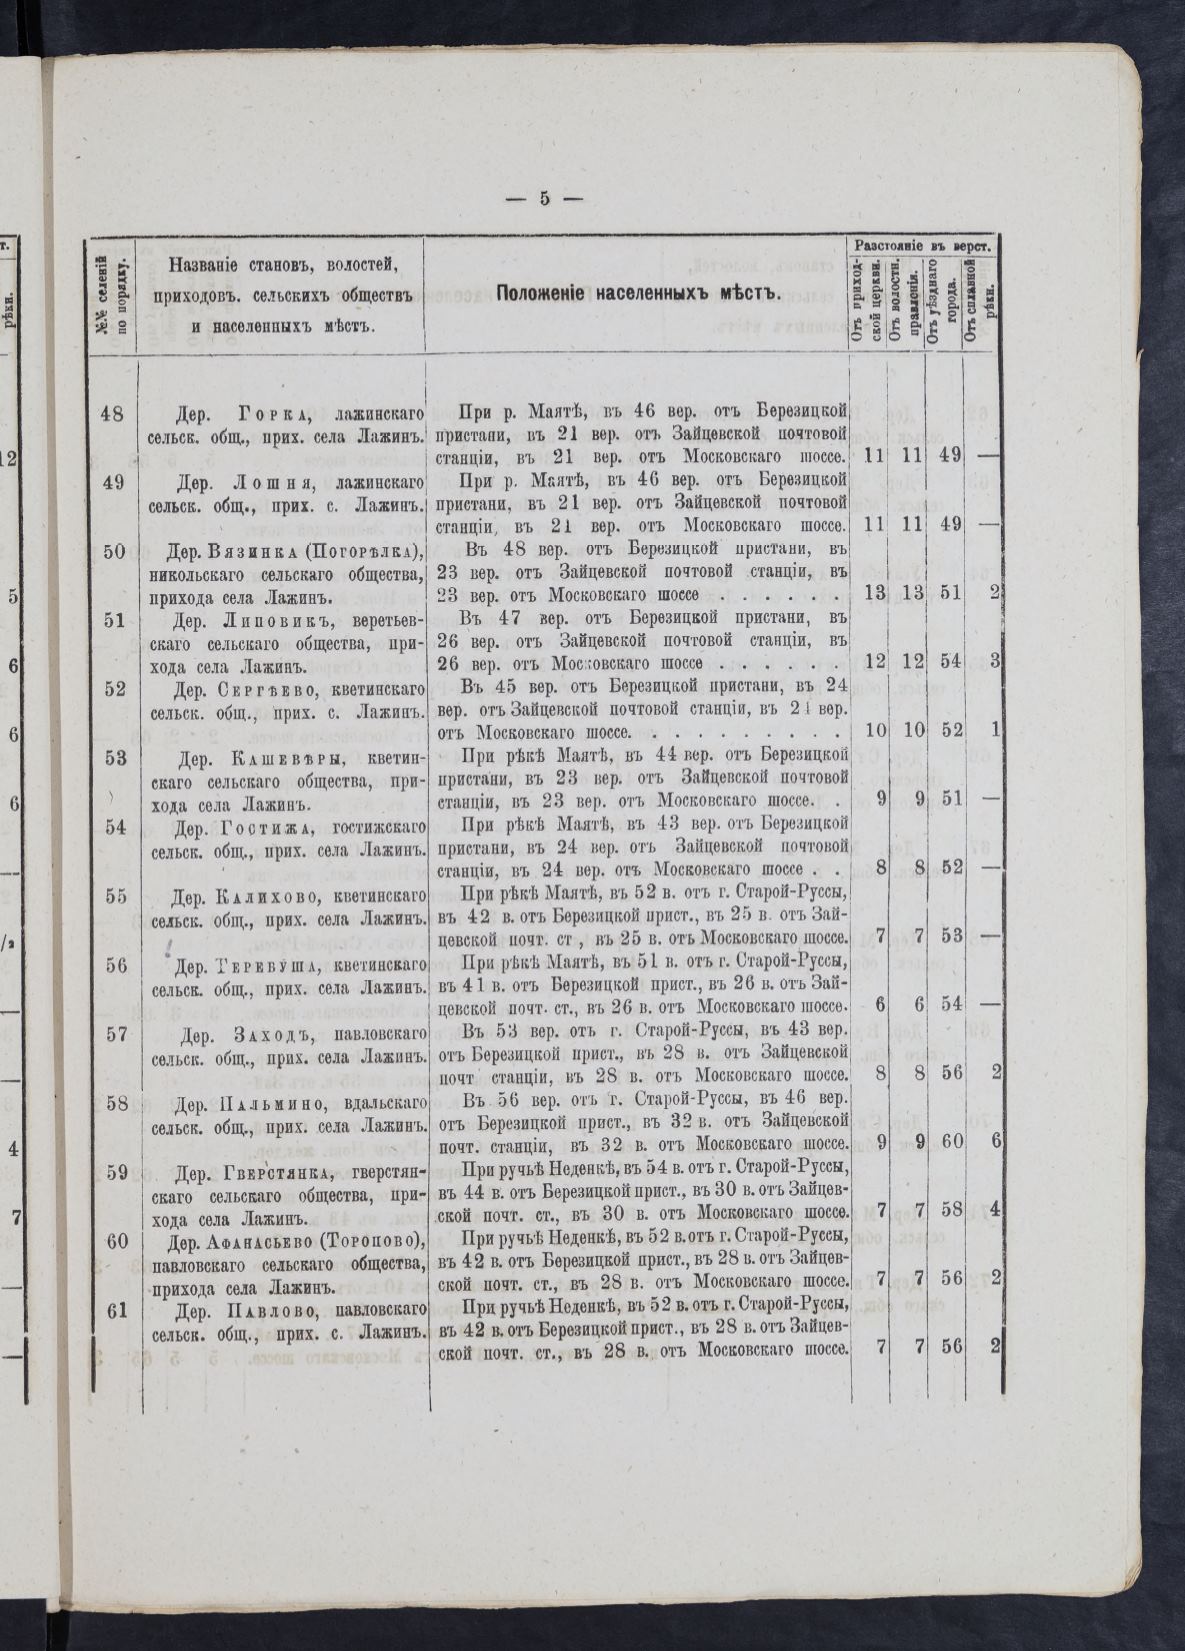 — 5 —
№№ селеній
по порядку.
Названіе становъ, волостей,
приходовъ. сельскихъ обществъ
и населенныхъ мѣстъ.
Положеніе населенныхъ мѣстъ.
Разстояніе въ верст.
Отъ приход-
ской церкви.
Отъ волостн.
правленія.
Отъ уѣзднаго
города.
Отъ сплавной
рѣки.
48 Дер. Горка, лажинскаго
сельск. общ., прих. села Лажинъ.
При р. Маятѣ, въ 46 вер. отъ Березицкой
пристани, въ 21 вер. отъ Зайцевской почтовой
станціи, въ 21 вер. отъ Московскаго шоссе. 11 11 49 —
49 Дер. Лошня, лажинскаго
сельск. общ., прих. с. Лажинъ.
При р. Маятѣ, въ 46 вер. отъ Березицкой
пристани, въ 21 вер. отъ Зайцевской почтовой
станціи, въ 21 вер. отъ Московскаго шоссе. 11 11 49 —
50 Дер. Вязинка (Погорѣлка),
никольскаго сельскаго общества,
прихода села Лажинъ.
Въ 48 вер. отъ Березицкой пристани, въ
23 вер. отъ Зайцевской почтовой станціи, въ
23 вер. отъ Московскаго шоссе . . . . . . 13 13 51 2
51 Дер. Липовикъ, веретьев-
скаго сельскаго общества, при-
хода села Лажинъ.
Въ 47 вер. отъ Березицкой пристани, въ
26 вер. отъ Зайцевской почтовой станціи, въ
26 вер. отъ Московскаго шоссе . . . . . . 12 12 54 3
52 Дер. Сергѣево, кветинскаго
сельск. общ., прих. с. Лажинъ.
Въ 45 вер. отъ Березицкой пристани, въ 24
вер. отъ Зайцевской почтовой станціи, въ 24 вер.
отъ Московскаго шоссе. . . . . . . . . . 10 10 52 1
53 Дер. Кашевѣры, кветин-
скаго сельскаго общества, при-
хода села Лажинъ.
При рѣкѣ Маятѣ, въ 44 вер. отъ Березицкой
пристани, въ 23 вер. отъ Зайцевской почтовой
станціи, въ 23 вер. отъ Московскаго шоссе. . 9 9 51 —
54 Дер. Гостижа, гостижскаго
сельск. общ., прих. села Лажинъ.
При рѣкѣ Маятѣ, въ 43 вер. отъ Березицкой
пристани, въ 24 вер. отъ Зайцевской почтовой
станціи, въ 24 вер. отъ Московскаго шоссе . . 8 8 52 —
55 Дер. Калихово, кветинскаго
сельск. общ., прих. села Лажинъ.
При рѣкѣ Маятѣ, въ 52 в. отъ г. Старой-Руссы,
въ 42 в. отъ Березицкой прист., въ 25 в. отъ Зай-
цевской почт. ст , въ 25 в. отъ Московскаго шоссе. 7 7 53 —
56 Дер. Теребуша, кветинскаго
сельск. общ., прих. села Лажинъ.
При рѣкѣ Маятѣ, въ 51 в. отъ г. Старой-Руссы,
въ 41 в. отъ Березицкой прист., въ 26 в. отъ Зай-
цевской почт. ст., въ 26 в. отъ Московскаго шоссе. 6 6 54 —
57 Дер. Заходъ, павловскаго
сельск. общ., прих. села Лажинъ.
Въ 53 вер. отъ г. Старой-Руссы, въ 43 вер.
отъ Березицкой прист., въ 28 в. отъ Зайцевской
почт станціи, въ 28 в. отъ Московскаго шоссе. 8 8 56 2
58 Дер. Пальмино, вдальскаго
сельск. общ., прих. села Лажинъ.
Въ 56 вер. отъ г. Старой-Руссы, въ 46 вер.
отъ Березицкой прист., въ 32 в. отъ Зайцевской
почт. станціи, въ 32 в. отъ Московскаго шоссе. 9 9 60 6
59 Дер. Гверстянка, гверстян-
скаго сельскаго общества, при-
хода села Лажинъ.
При ручьѣ Неденкѣ, въ 54 в. отъ г. Старой-Руссы,
въ 44 в. отъ Березицкой прист., въ 30 в. отъ Зайцев-
ской почт. ст., въ 30 в. отъ Московскаго шоссе. 7 7 58 4
60 Дер. Афанасьево (Торопово),
павловскаго сельскаго общества,
прихода села Лажинъ.
При ручьѣ Неденкѣ, въ 52 в. отъ г. Старой-Руссы,
въ 42 в. отъ Березицкой прист., въ 28 в. отъ Зайцев-
ской почт. ст., въ 28 в. отъ Московскаго шоссе. 7 7 56 2
61 Дер. Павлово, павловскаго
сельск. общ., прих. с. Лажинъ.
При ручьѣ Неденкѣ, въ 52 в. отъ г. Старой-Руссы,
въ 42 в. отъ Березицкой прист., въ 28 в. отъ Зайцев-
ской почт. ст., въ 28 в. отъ Московскаго шоссе. 7 7 56 2